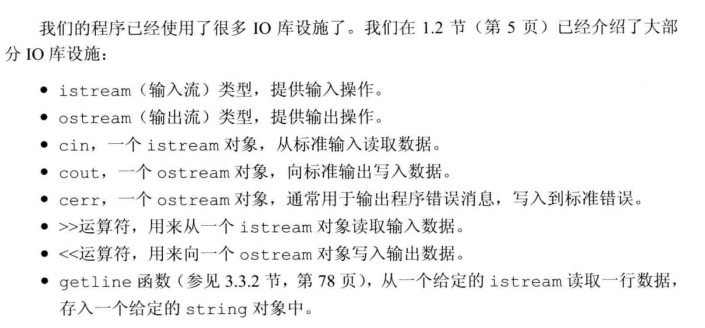 我们的程序已经使用了很多 IO 库设施了。我们在 1.2 节（第 5 页）已经介绍了大部
分 IO 库设施：
● istream（输入流）类型，提供输入操作。
● ostream（输出流）类型，提供输出操作。
● cin，一个 istream 对象，从标准输入读取数据。
● cout，一个 ostream 对象，向标准输出写入数据。
● cerr，一个 ostream 对象，通常用于输出程序错误消息，写入到标准错误。
● >>运算符，用来从一个 istream 对象读取输入数据。
● <<运算符，用来向一个 ostream 对象写入输出数据。
● getline 函数（参见 3.3.2 节，第 78 页），从一个给定的 istream 读取一行数据，
存入一个给定的 string 对象中。